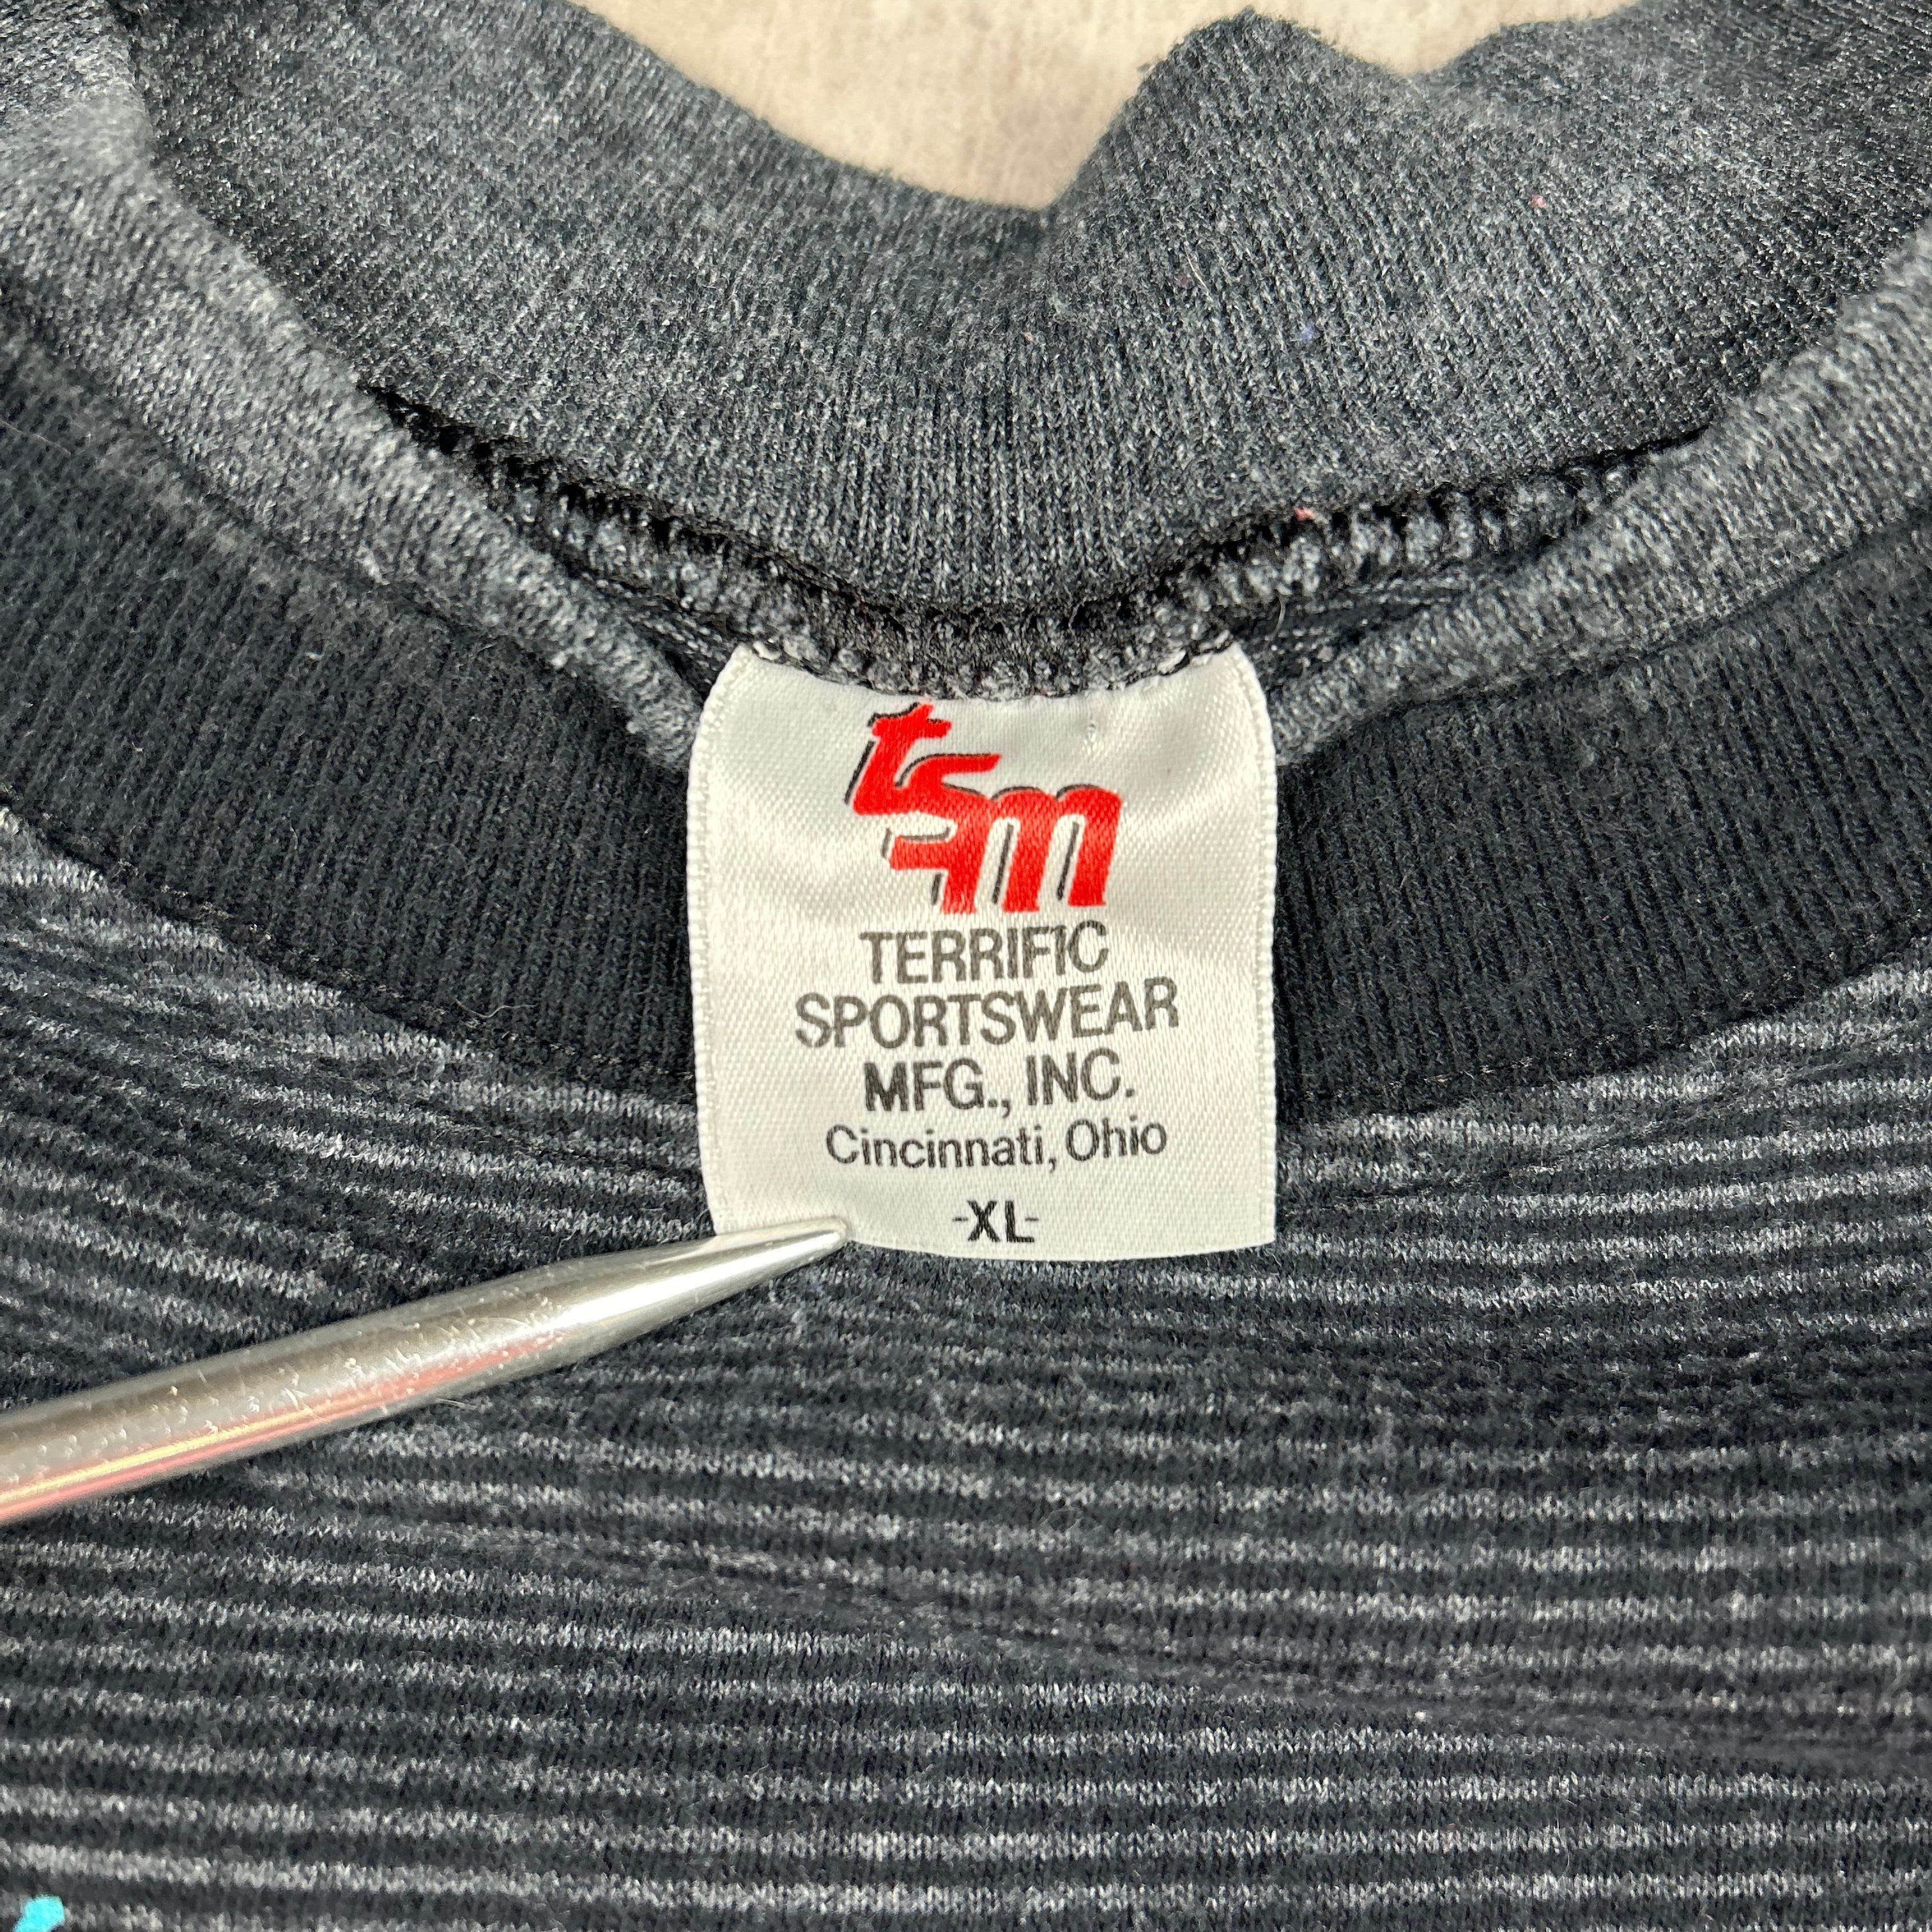 tsm
TERRIFIC
SPORTSWEAR
MFG., INC.
Cincinnati, Ohio
-XL-